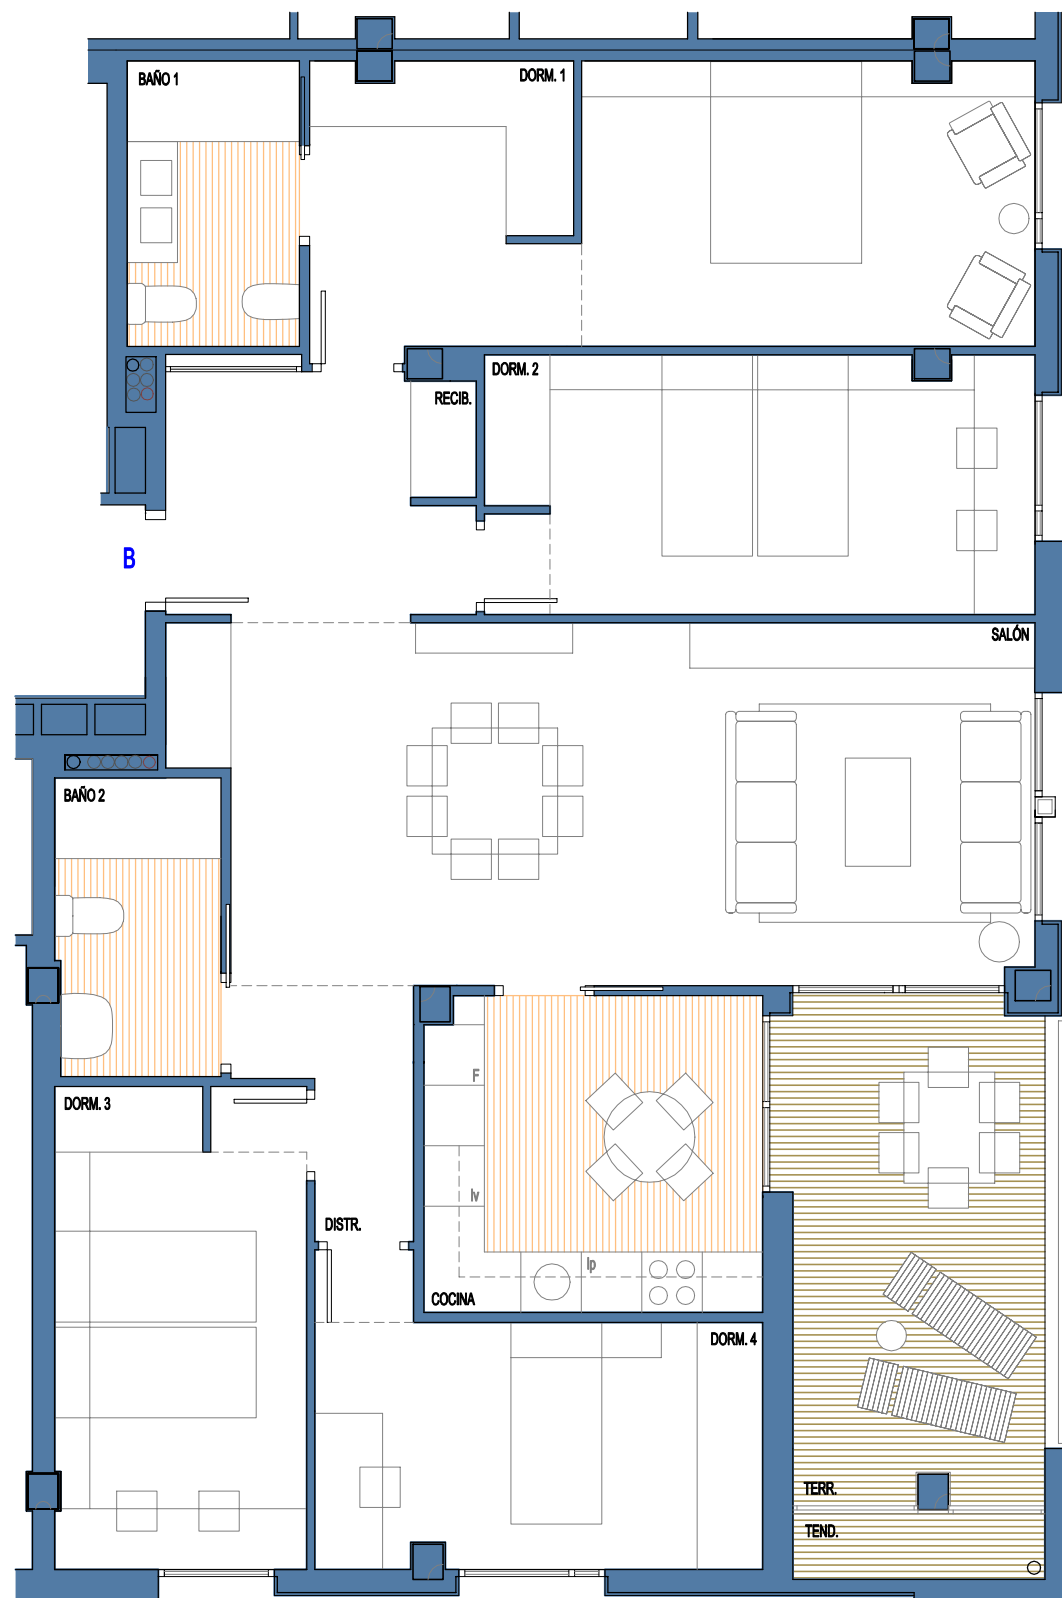 BAÑO 1
DORM. 1
DORM. 2
RECIB.
B
SALÓN
BAÑO 2
F
DORM. 3
lv
DISTR.
lp
COCINA
DORM. 4
TERR.
TEND.